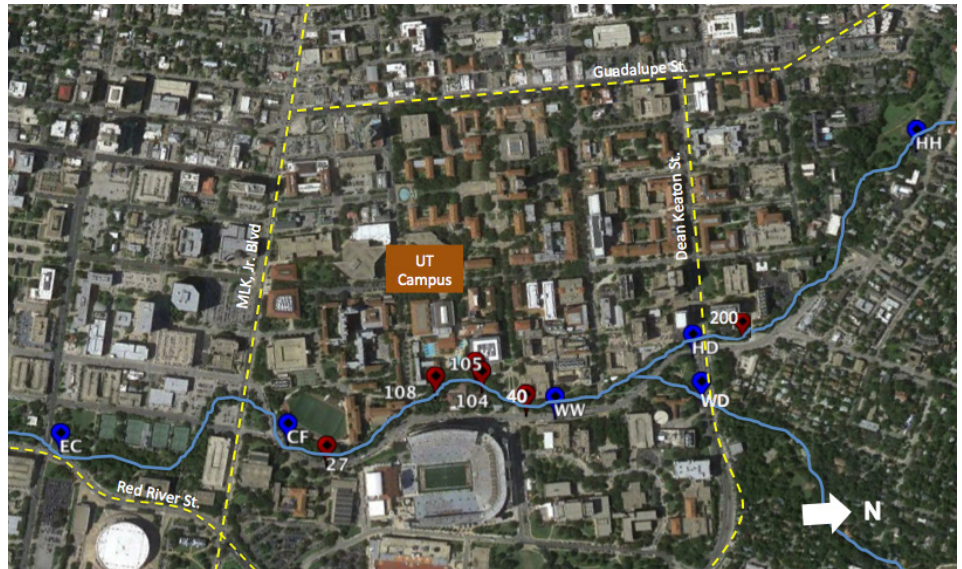 Guadalupe St.
HH
Dean Keaton St.
MLK, Jr. Blvd
UT
Campus
200
HD
105
108
104
40
WW
WD
CF
EC
27
Red River St.
N